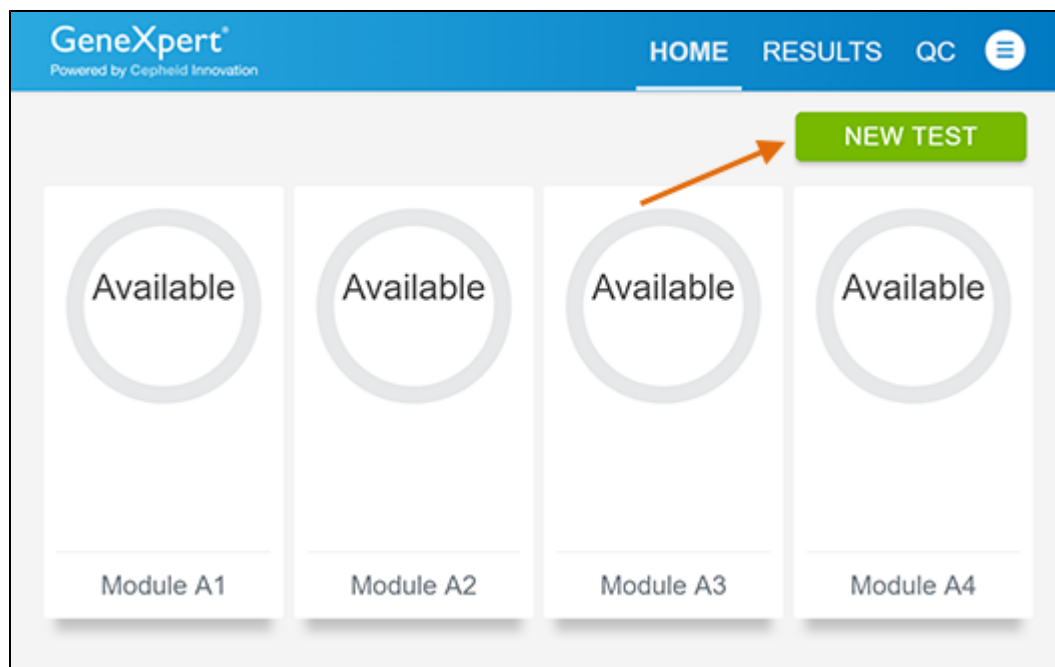 GeneXpert®
Powered by Cepheid Innovation
HOME RESULTS QC
NEW TEST
Available Available Available Available
Module A1 Module A2 Module A3 Module A4